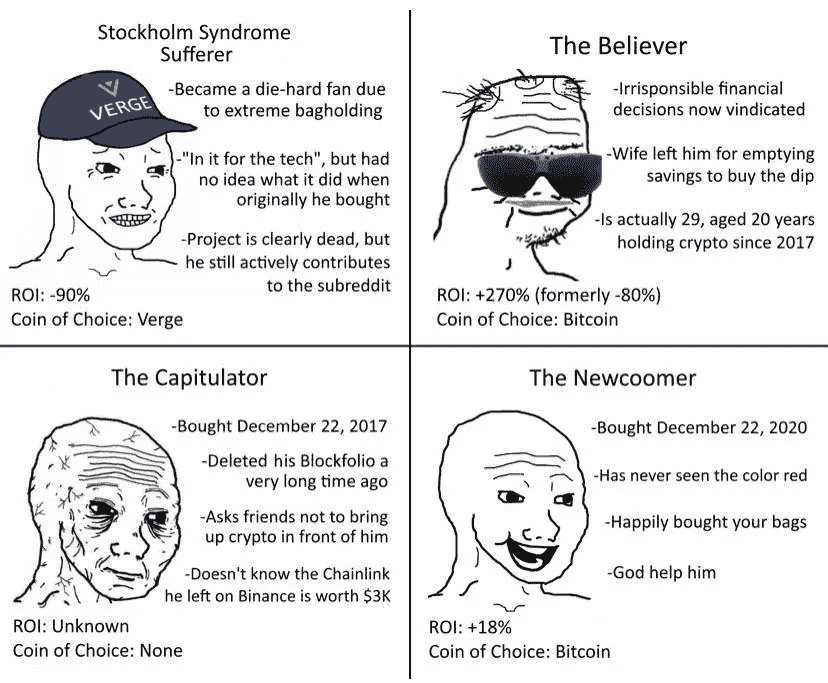 Stockholm Syndrome
Sufferer
VERGE
-Became a die-hard fan due
to extreme bagholding
-"In it for the tech", but had
no idea what it did when
originally he bought
-Project is clearly dead, but
he still actively contributes
to the subreddit
ROI: -90%
Coin of Choice: Verge
The Believer
-Irrisponsible financial
decisions now vindicated
-Wife left him for emptying
savings to buy the dip
-Is actually 29, aged 20 years
holding crypto since 2017
ROI: +270% (formerly -80%)
Coin of Choice: Bitcoin
The Capitulator
-Bought December 22, 2017
-Deleted his Blockfolio a
very long time ago
-Asks friends not to bring
up crypto in front of him
-Doesn't know the Chainlink
he left on Binance is worth $3K
ROI: Unknown
Coin of Choice: None
The Newcoomer
-Bought December 22, 2020
-Has never seen the color red
-Happily bought your bags
-God help him
ROI: +18%
Coin of Choice: Bitcoin